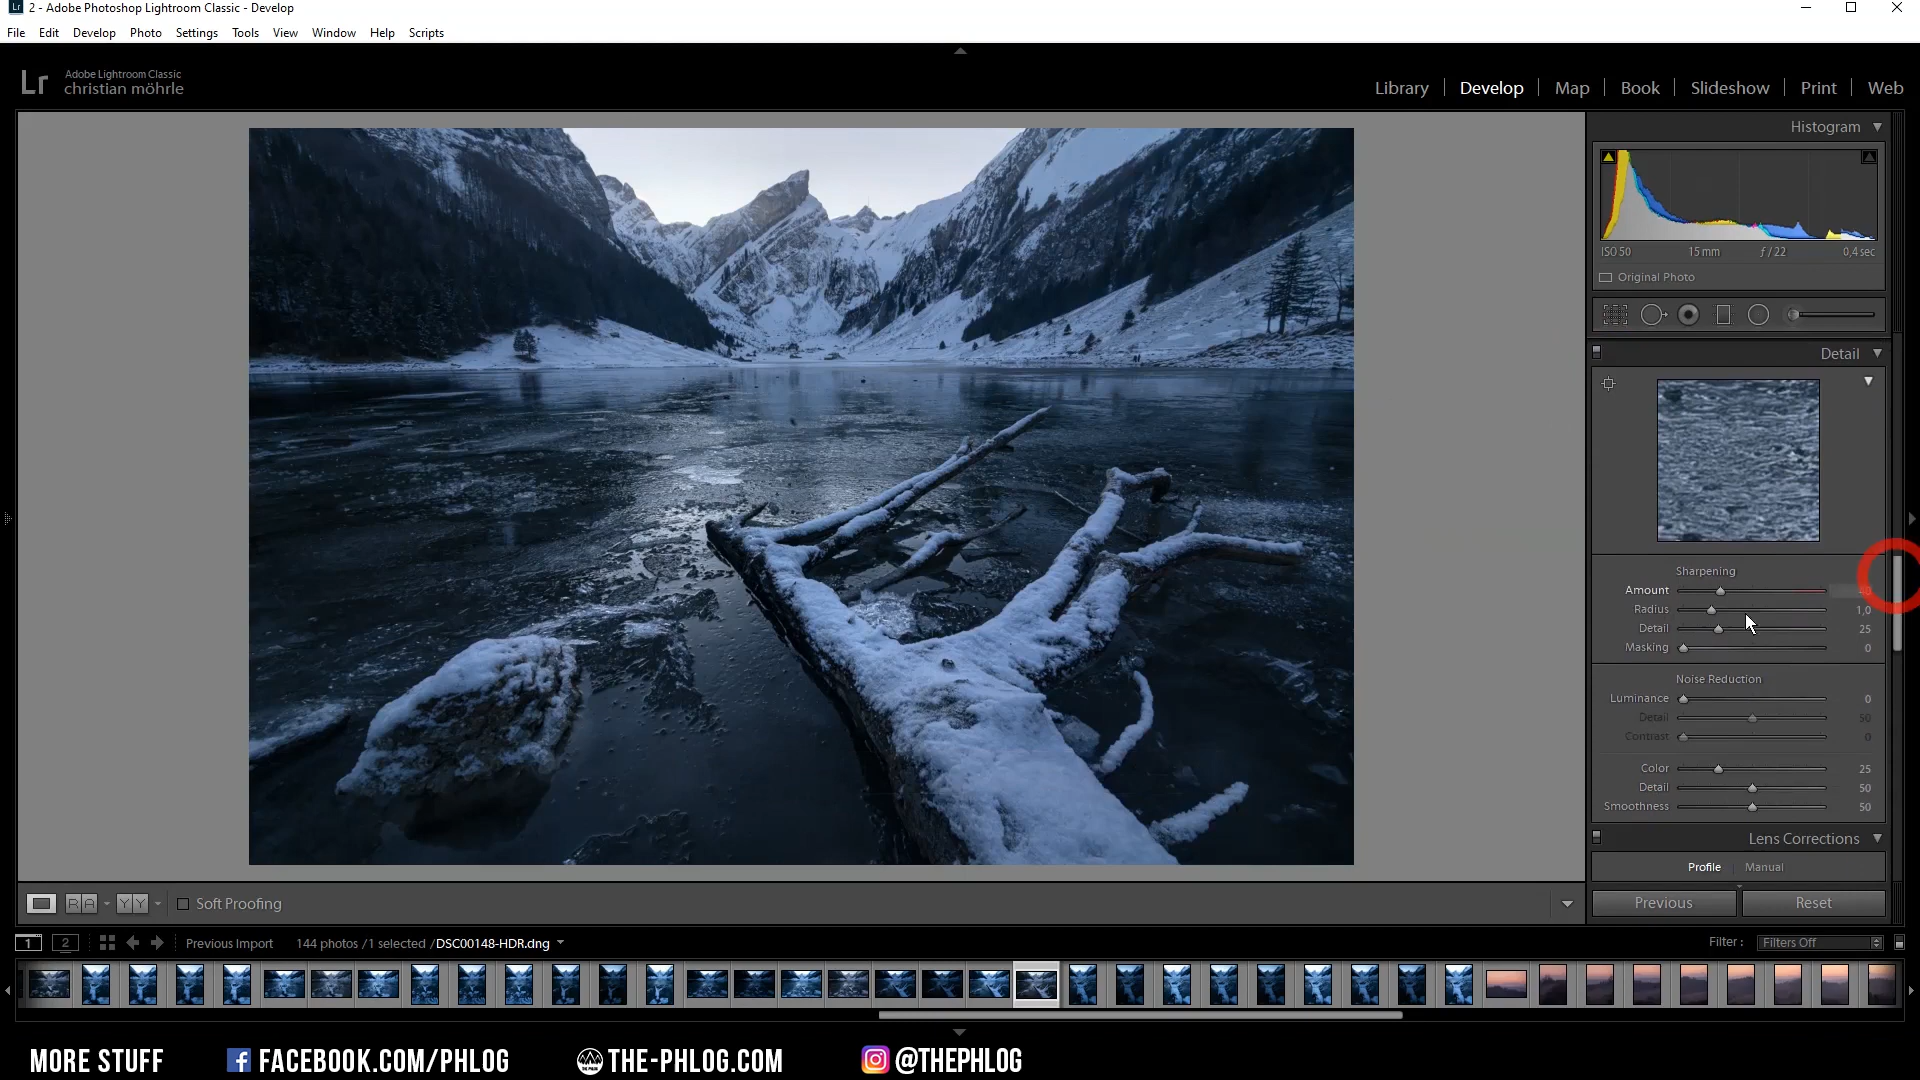 2 - Adobe Photoshop Lightroom Classic - Develop
File Edit Develop Photo Settings Tools View Window Help Scripts
Lr Adobe Lightroom Classic
christian möhrle
Library Develop Map Book Slideshow Print Web
Histogram
ISO 50 15 mm ƒ / 22 0,4 sec
Original Photo
Detail
Sharpening
Amount
Radius 1,0
Detail 25
Masking 0
Noise Reduction
Luminance 0
Detail 50
Contrast 0
Color 25
Detail 50
Smoothness 50
Lens Corrections
Profile Manual
Previous Reset
R A Y Y Soft Proofing
1 2 Previous Import 144 photos / 1 selected / DSC00148-HDR.dng Filter : Filters Off
MORE STUFF FACEBOOK.COM/PHLOG THE-PHLOG.COM @THEPHLOG